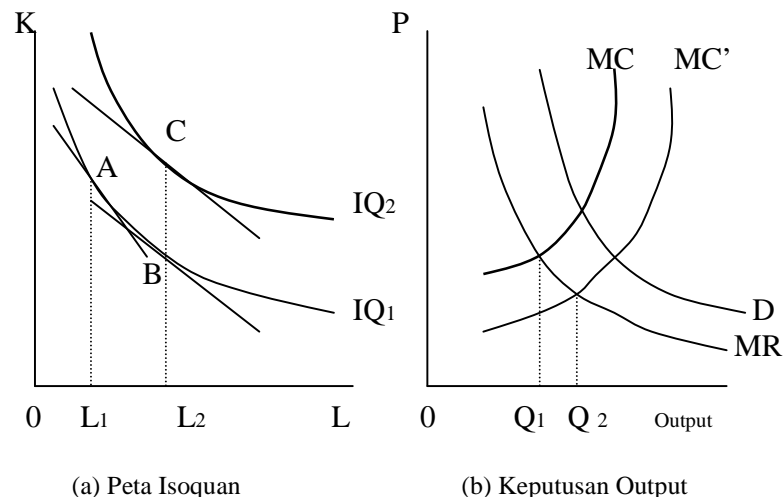 K
C
A
IQ2
B
IQ1
0 L1 L2 L
(a) Peta Isoquan
P
MC MC’
D
MR
0 Q1 Q 2 Output
(b) Keputusan Output